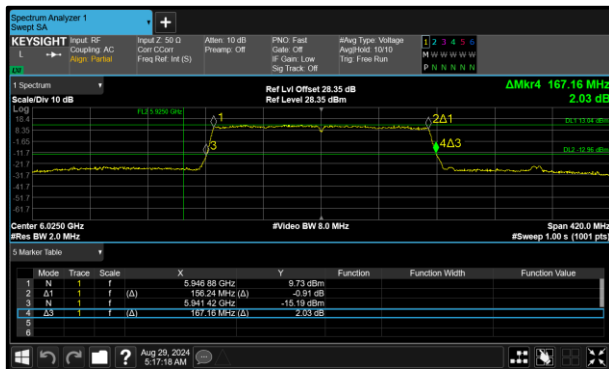 Spectrum Analyzer 1
Swept SA
KEYSIGHT Input: RF Input Z: 50 Ω Atten: 10 dB PNO: Fast #Avg Type: Voltage 1 2 3 4 5 6
L Coupling: AC Corr CCorr Preamp: Off Gate: Off Avg|Hold: 10/10 M W W W W W
Align: Partial Freq Ref: Int (S) IF Gain: Low Trig: Free Run
Sig Track: Off P N N N N N
1 Spectrum Ref Lvl Offset 28.35 dB ΔMkr4 167.16 MHz
Scale/Div 10 dB Ref Level 28.35 dBm 2.03 dB
Log
18.4 1 2Δ1 DL1 13.04 dBm
8.35
-1.65 3 4Δ3
-11.7 DL2 -12.96 dBm
-21.7
-31.7
-41.7
-51.7
-61.7
Center 6.0250 GHz #Video BW 8.0 MHz Span 420.0 MHz
#Res BW 2.0 MHz #Sweep 1.00 s (1001 pts)
5 Marker Table
Mode Trace Scale X Y Function Function Width Function Value
1 N 1 f 5.946 88 GHz 9.73 dBm
2 Δ1 1 f (Δ) 156.24 MHz (Δ) -0.91 dB
3 N 1 f 5.941 42 GHz -15.19 dBm
4 Δ3 1 f (Δ) 167.16 MHz (Δ) 2.03 dB
5
6
Aug 29, 2024
5:17:18 AM